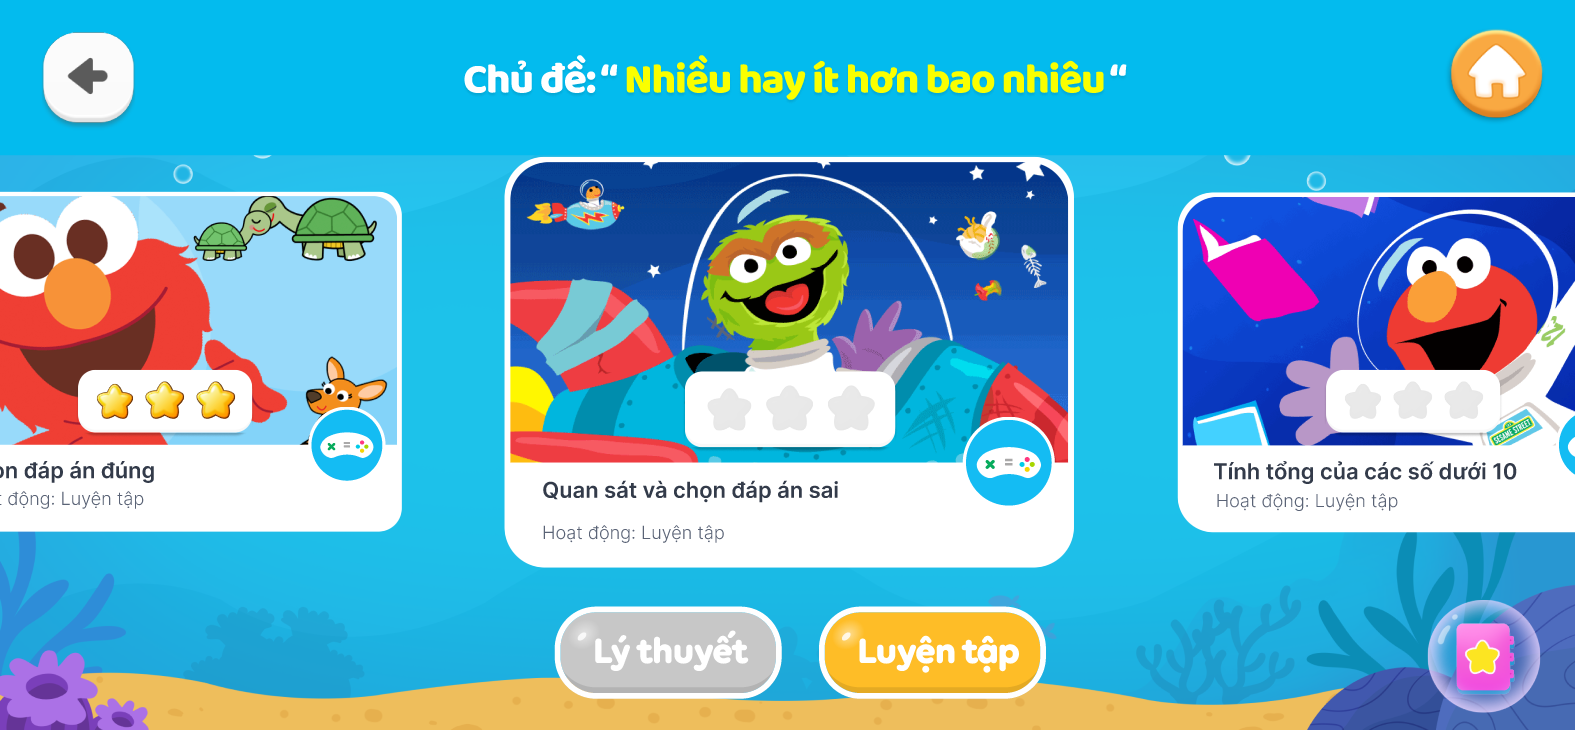 Chủ đề: “ Nhiều hay ít hơn bao nhiêu “
đáp án đúng
động: Luyện tập
Quan sát và chọn đáp án sai
Hoạt động: Luyện tập
SESAME STREET
Tính tổng của các số dưới 10
Hoạt động: Luyện tập
Lý thuyết
Luyện tập